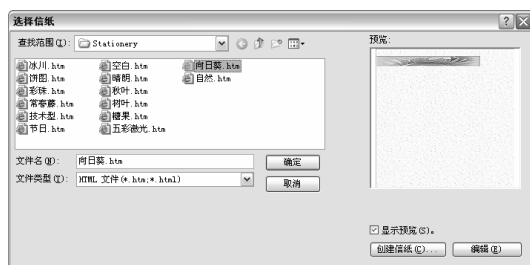 选择信纸
查找范围(I): Stationery
预览:
冰川.htm 空白.htm 向日葵.htm
饼图.htm 晴朗.htm 自然.htm
彩珠.htm 秋叶.htm
常春藤.htm 树叶.htm
技术型.htm 糖果.htm
节日.htm 五彩激光.htm
文件名(N): 向日葵.htm 确定
文件类型(T): HTML 文件(*.htm;*.html) 取消
显示预览(S)。
创建信纸(C)... 编辑(E)